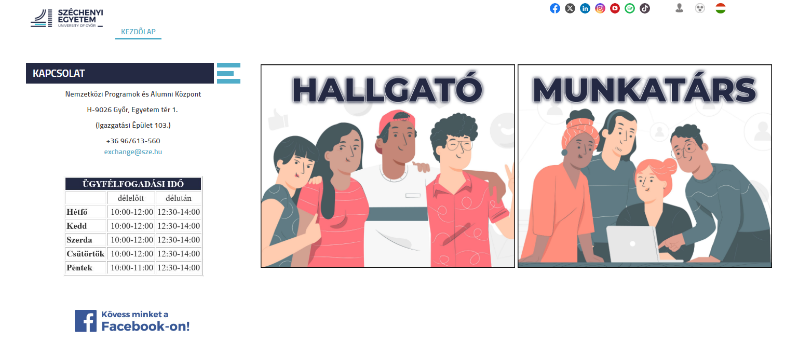 SZÉCHENYI
EGYETEM
UNIVERSITY OF GYŐR
KEZDŐLAP
KAPCSOLAT
Nemzetközi Programok és Alumni Központ
H-9026 Győr, Egyetem tér 1.
(Igazgatási Épület 103.)
+36 96/613-560
exchange@sze.hu
ÜGYFÉLFOGADÁSI IDŐ
délelőtt délután
Hétfő 10:00-12:00 12:30-14:00
Kedd 10:00-12:00 12:30-14:00
Szerda 10:00-12:00 12:30-14:00
Csütörtök 10:00-12:00 12:30-14:00
Péntek 10:00-11:00 12:30-14:00
Kövess minket a
Facebook-on!
HALLGATÓ
MUNKATÁRS